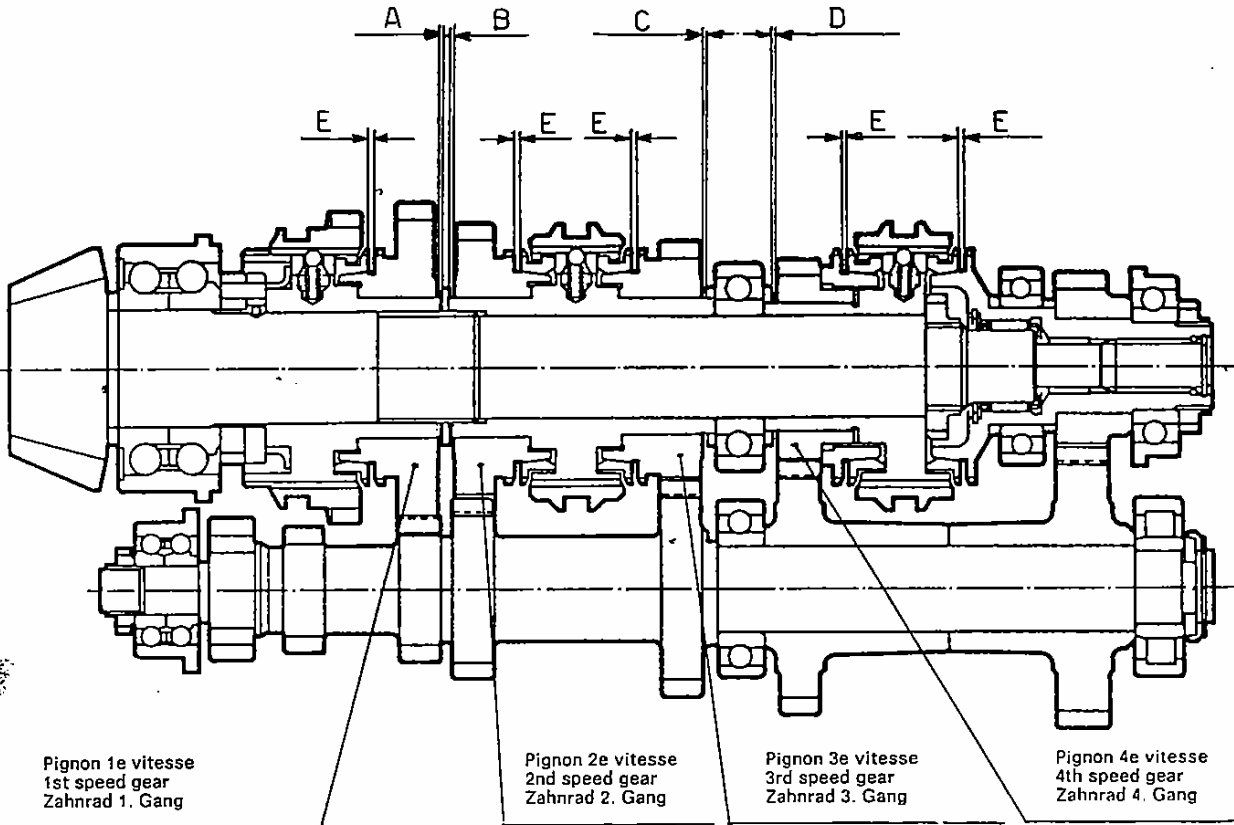 A B C D
E E E E E
Pignon 1e vitesse
1st speed gear
Zahnrad 1. Gang
Pignon 2e vitesse
2nd speed gear
Zahnrad 2. Gang
Pignon 3e vitesse
3rd speed gear
Zahnrad 3. Gang
Pignon 4e vitesse
4th speed gear
Zahnrad 4. Gang